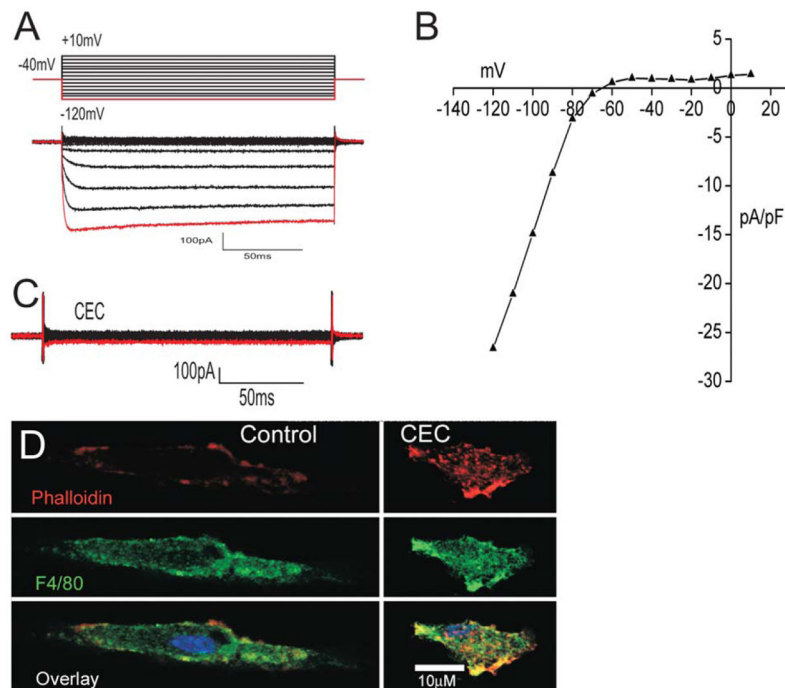 A
+10mV
-40mV
-120mV
100pA
50ms
B
mV
-140 -120 -100 -80 -60 -40 -20 0 20
5
0
-5
-10
-15
-20
-25
-30
pA/pF
C
CEC
100pA
50ms
D
Control
CEC
Phalloidin
F4/80
Overlay
10μM